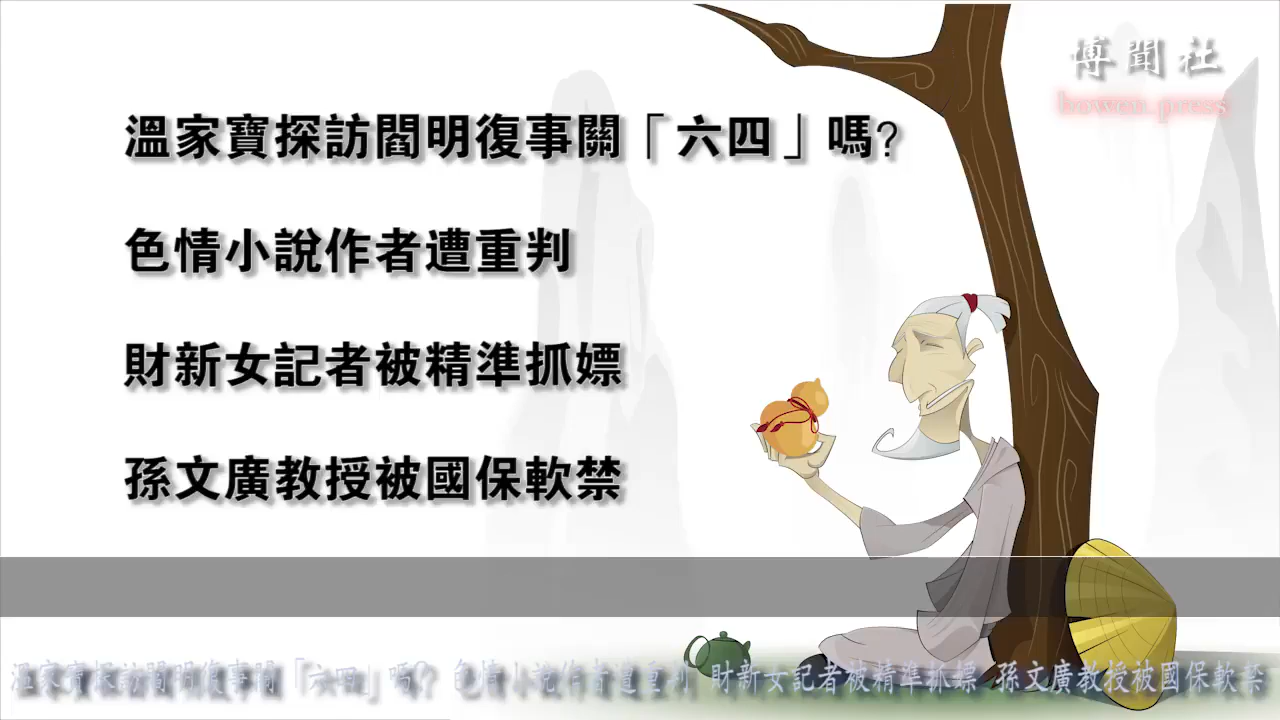 博聞社
bowen.press
溫家寶探訪閻明復事關「六四」嗎?
色情小說作者遭重判
財新女記者被精準抓嫖
孫文廣教授被國保軟禁
溫家寶探訪閻明復事關「六四」嗎? 色情小說作者遭重判 財新女記者被精準抓嫖 孫文廣教授被國保軟禁